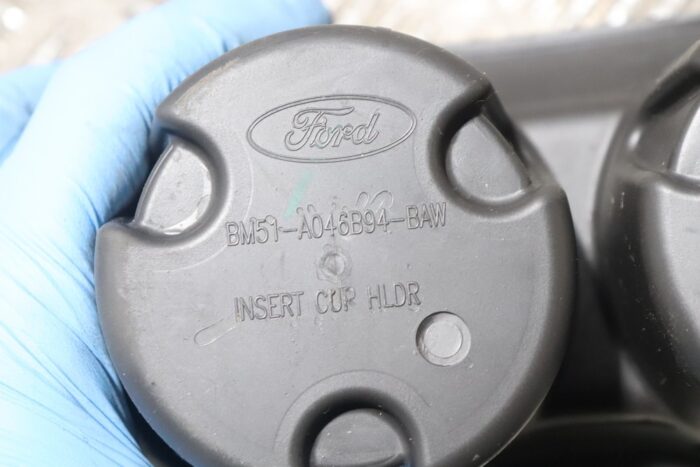 Ford
BM51-A046B94-BAW
INSERT CUP HLDR